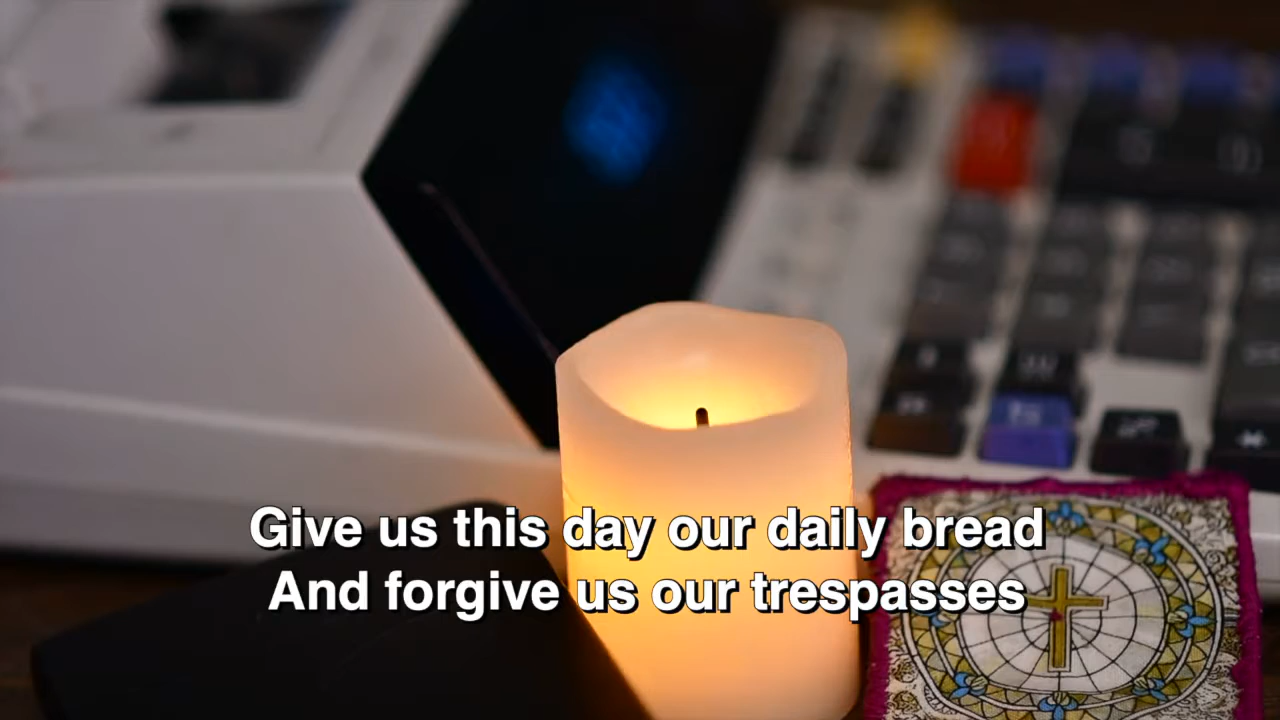 Give us this day our daily bread
And forgive us our trespasses